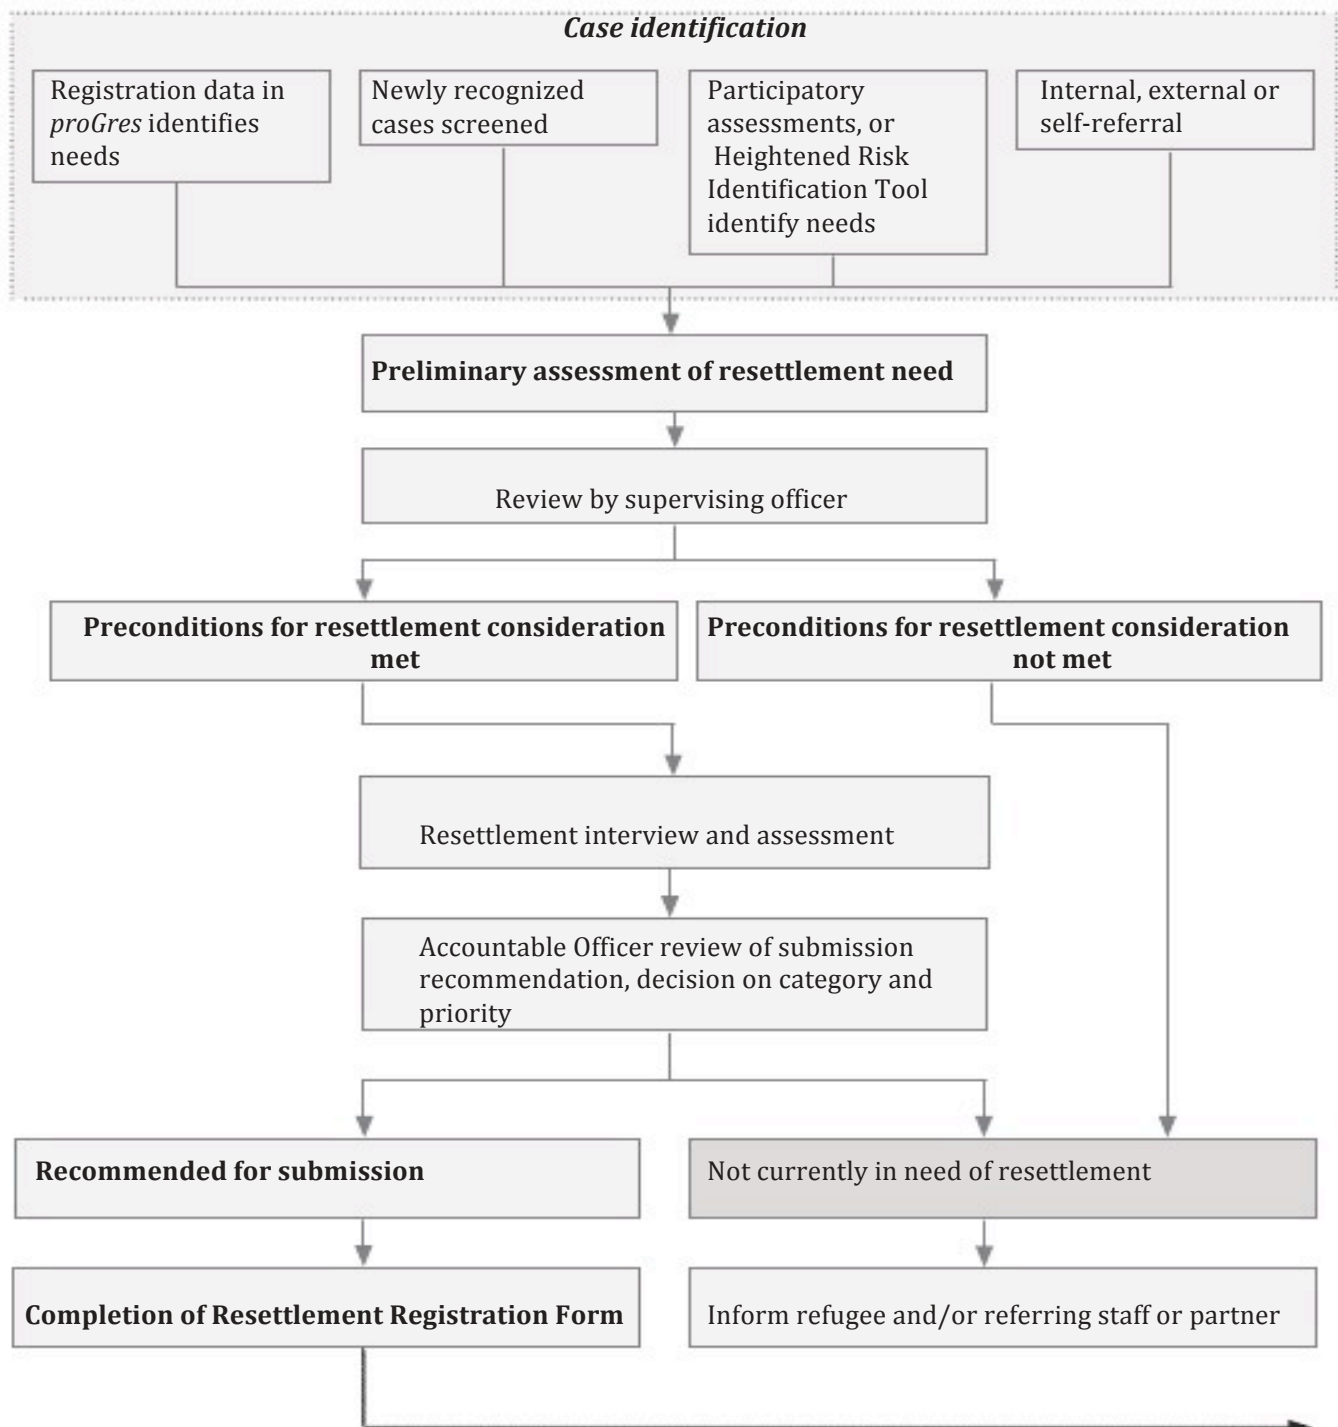 Case identification
Registration data in
proGres identifies
needs
Newly recognized
cases screened
Participatory
assessments, or
Heightened Risk
Identification Tool
identify needs
Internal, external or
self-referral
Preliminary assessment of resettlement need
Review by supervising officer
Preconditions for resettlement consideration
met
Preconditions for resettlement consideration
not met
Resettlement interview and assessment
Accountable Officer review of submission
recommendation, decision on category and
priority
Recommended for submission
Not currently in need of resettlement
Completion of Resettlement Registration Form
Inform refugee and/or referring staff or partner